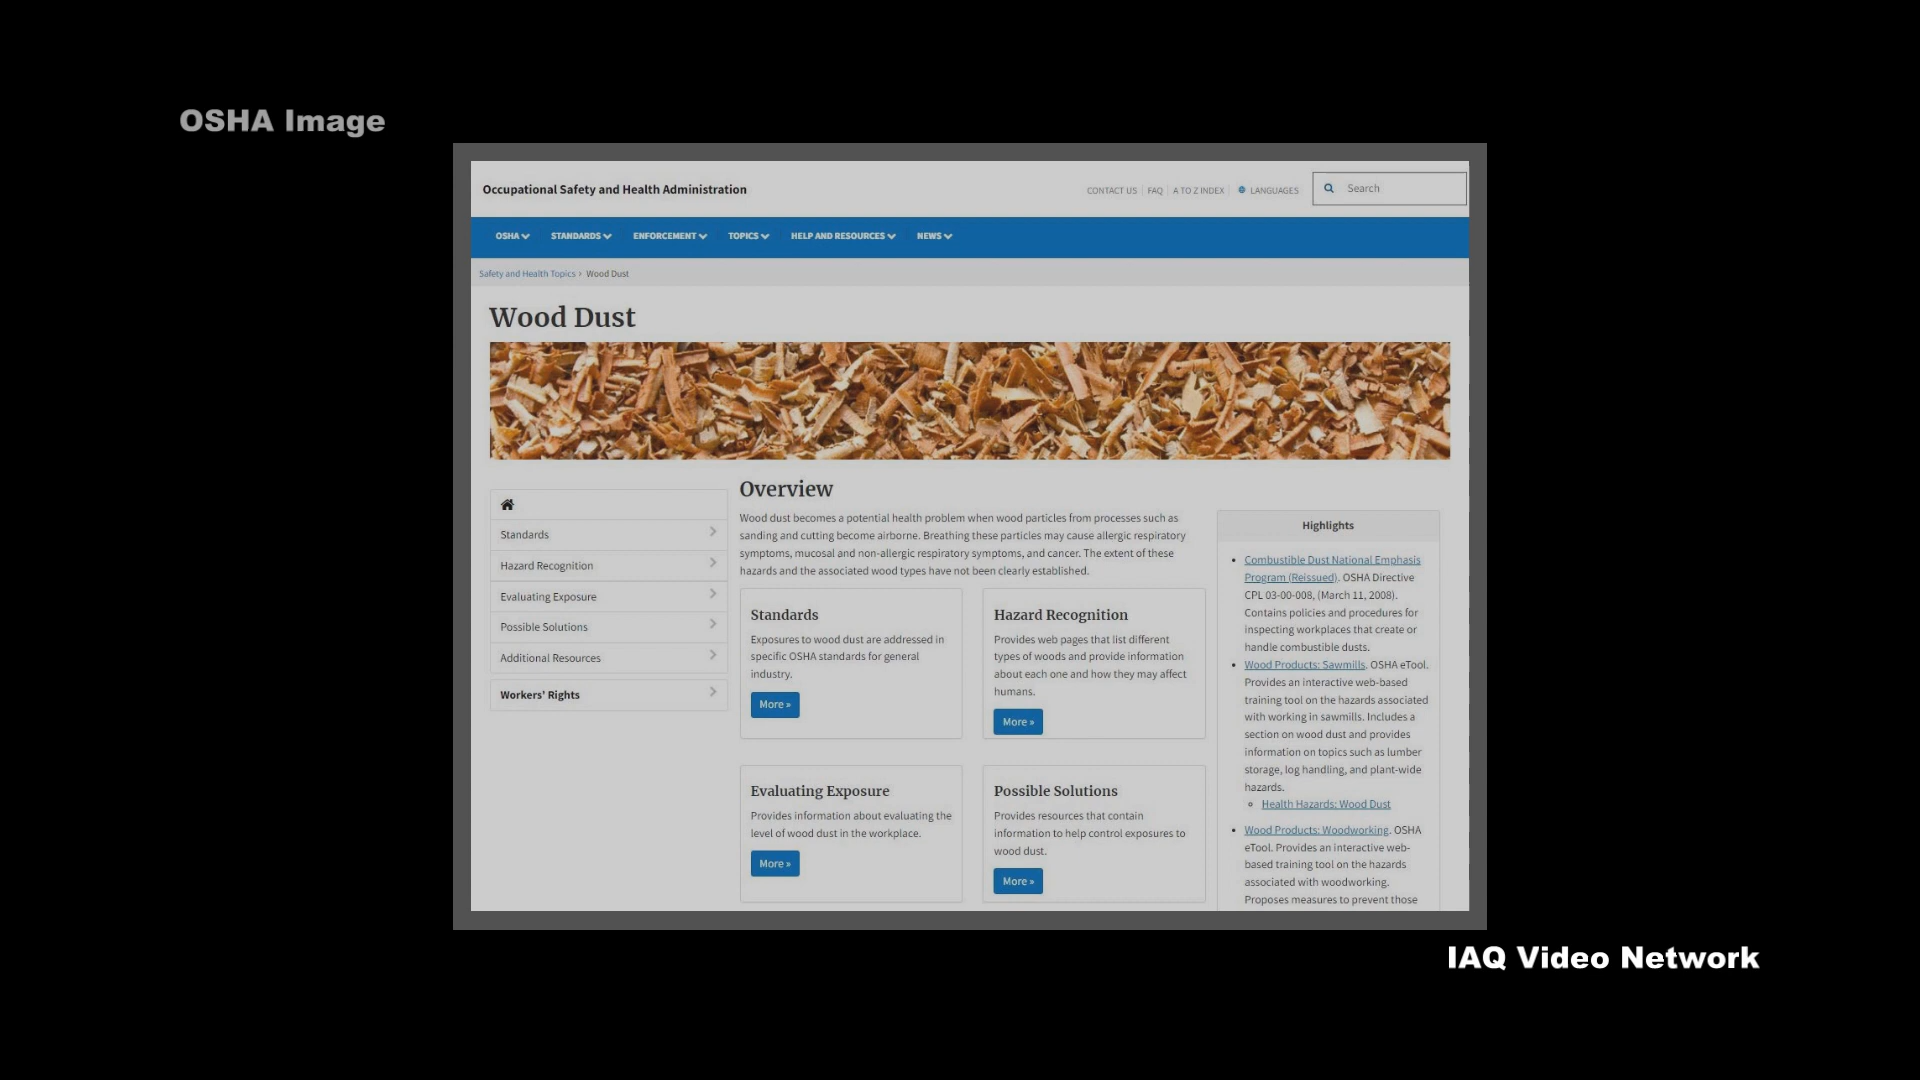 OSHA Image
Occupational Safety and Health Administration
CONTACT US FAQ A TO Z INDEX LANGUAGES Search
OSHA STANDARDS ENFORCEMENT TOPICS HELP AND RESOURCES NEWS
Safety and Health Topics › Wood Dust
Wood Dust
Standards
Hazard Recognition
Evaluating Exposure
Possible Solutions
Additional Resources
Workers' Rights
Overview
Wood dust becomes a potential health problem when wood particles from processes such as
sanding and cutting become airborne. Breathing these particles may cause allergic respiratory
symptoms, mucosal and non-allergic respiratory symptoms, and cancer. The extent of these
hazards and the associated wood types have not been clearly established.
Standards
Exposures to wood dust are addressed in
specific OSHA standards for general
industry.
More »
Hazard Recognition
Provides web pages that list different
types of woods and provide information
about each one and how they may affect
humans.
More »
Evaluating Exposure
Provides information about evaluating the
level of wood dust in the workplace.
More »
Possible Solutions
Provides resources that contain
information to help control exposures to
wood dust.
More »
Highlights
• Combustible Dust National Emphasis
Program (Reissued). OSHA Directive
CPL 03-00-008, (March 11, 2008).
Contains policies and procedures for
inspecting workplaces that create or
handle combustible dusts.
• Wood Products: Sawmills. OSHA eTool.
Provides an interactive web-based
training tool on the hazards associated
with working in sawmills. Includes a
section on wood dust and provides
information on topics such as lumber
storage, log handling, and plant-wide
hazards.
◦ Health Hazards: Wood Dust
• Wood Products: Woodworking. OSHA
eTool. Provides an interactive web-
based training tool on the hazards
associated with woodworking.
Proposes measures to prevent those
IAQ Video Network